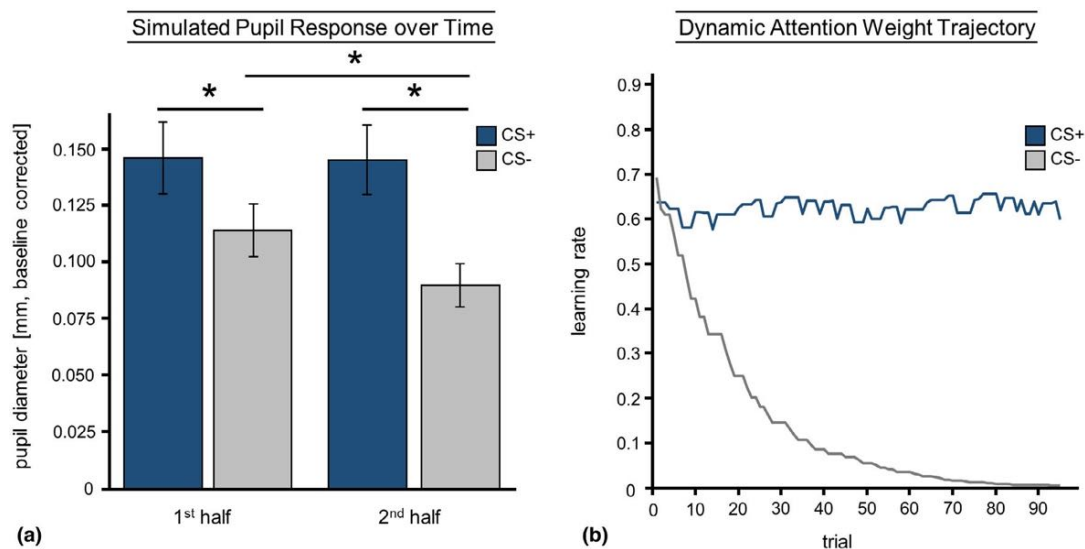 Simulated Pupil Response over Time
*
*
*
CS+
CS-
pupil diameter [mm, baseline corrected]
0.150
0.125
0.100
0.075
0.050
0.025
0
1st half
2nd half
(a)
Dynamic Attention Weight Trajectory
CS+
CS-
learning rate
0.9
0.8
0.7
0.6
0.5
0.4
0.3
0.2
0.1
0
0 10 20 30 40 50 60 70 80 90
trial
(b)